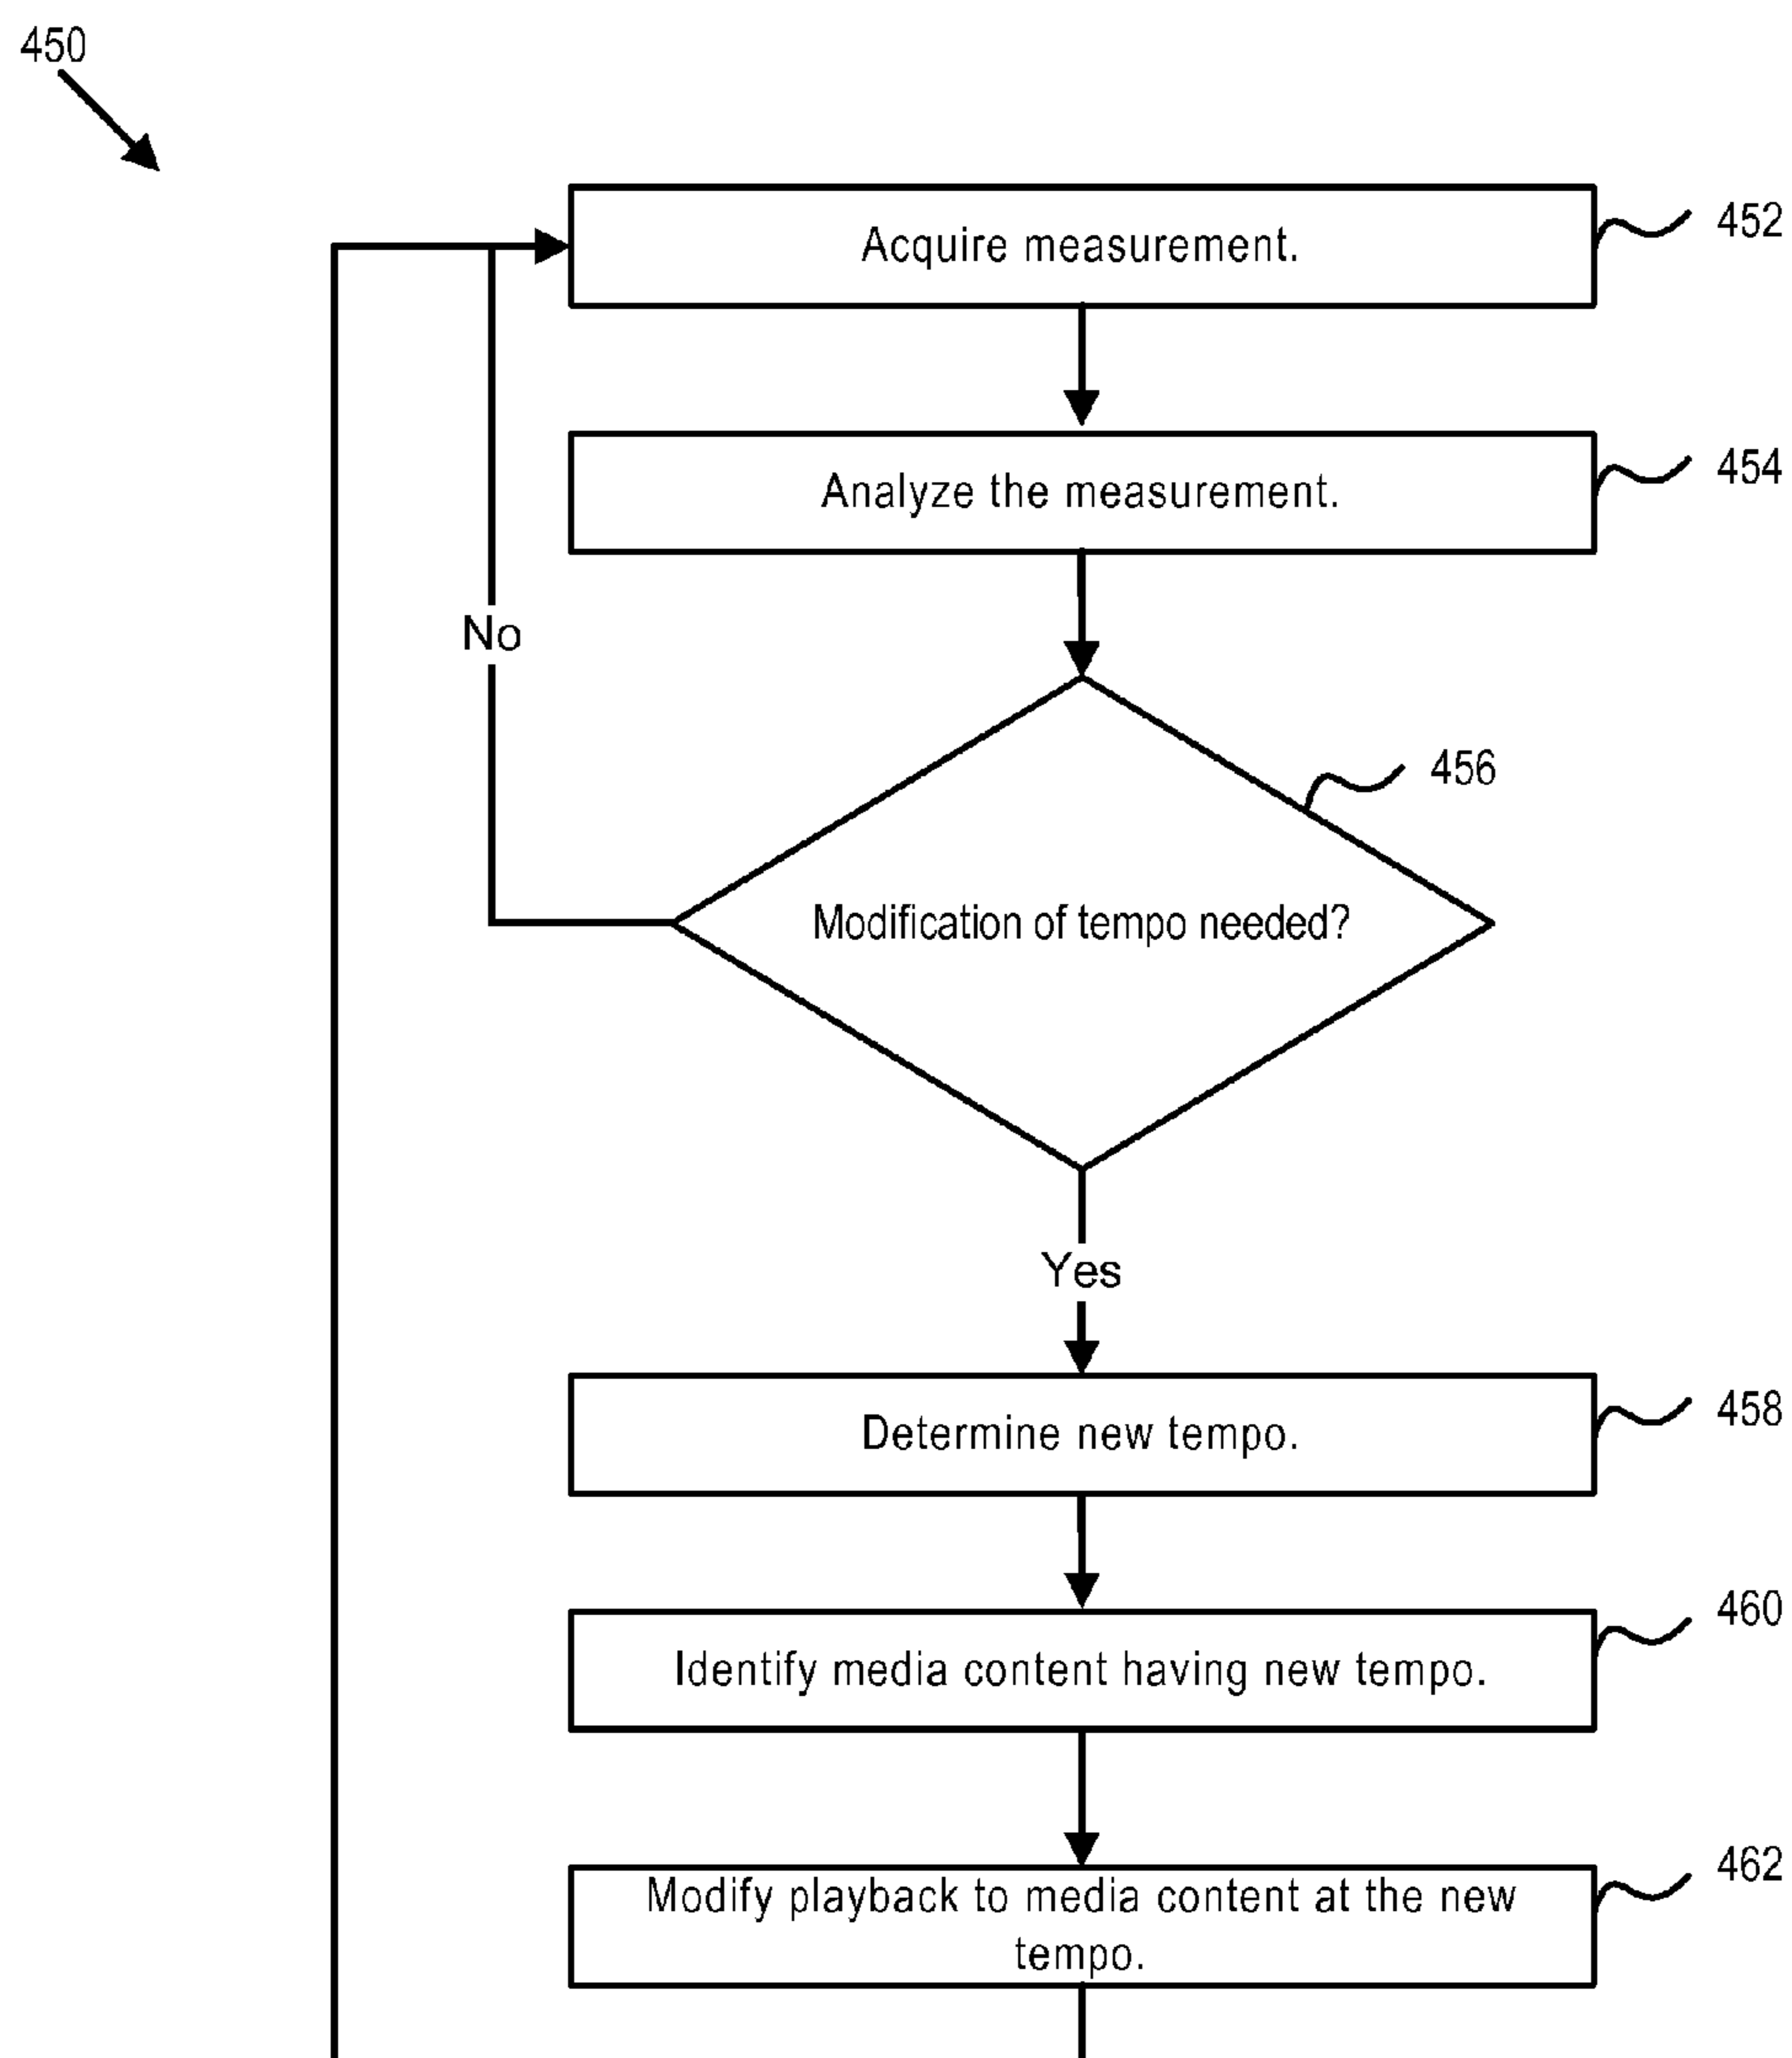 450
Acquire measurement.
452
Analyze the measurement.
454
No
456
Modification of tempo needed?
Yes
Determine new tempo.
458
Identify media content having new tempo.
460
Modify playback to media content at the new
tempo.
462